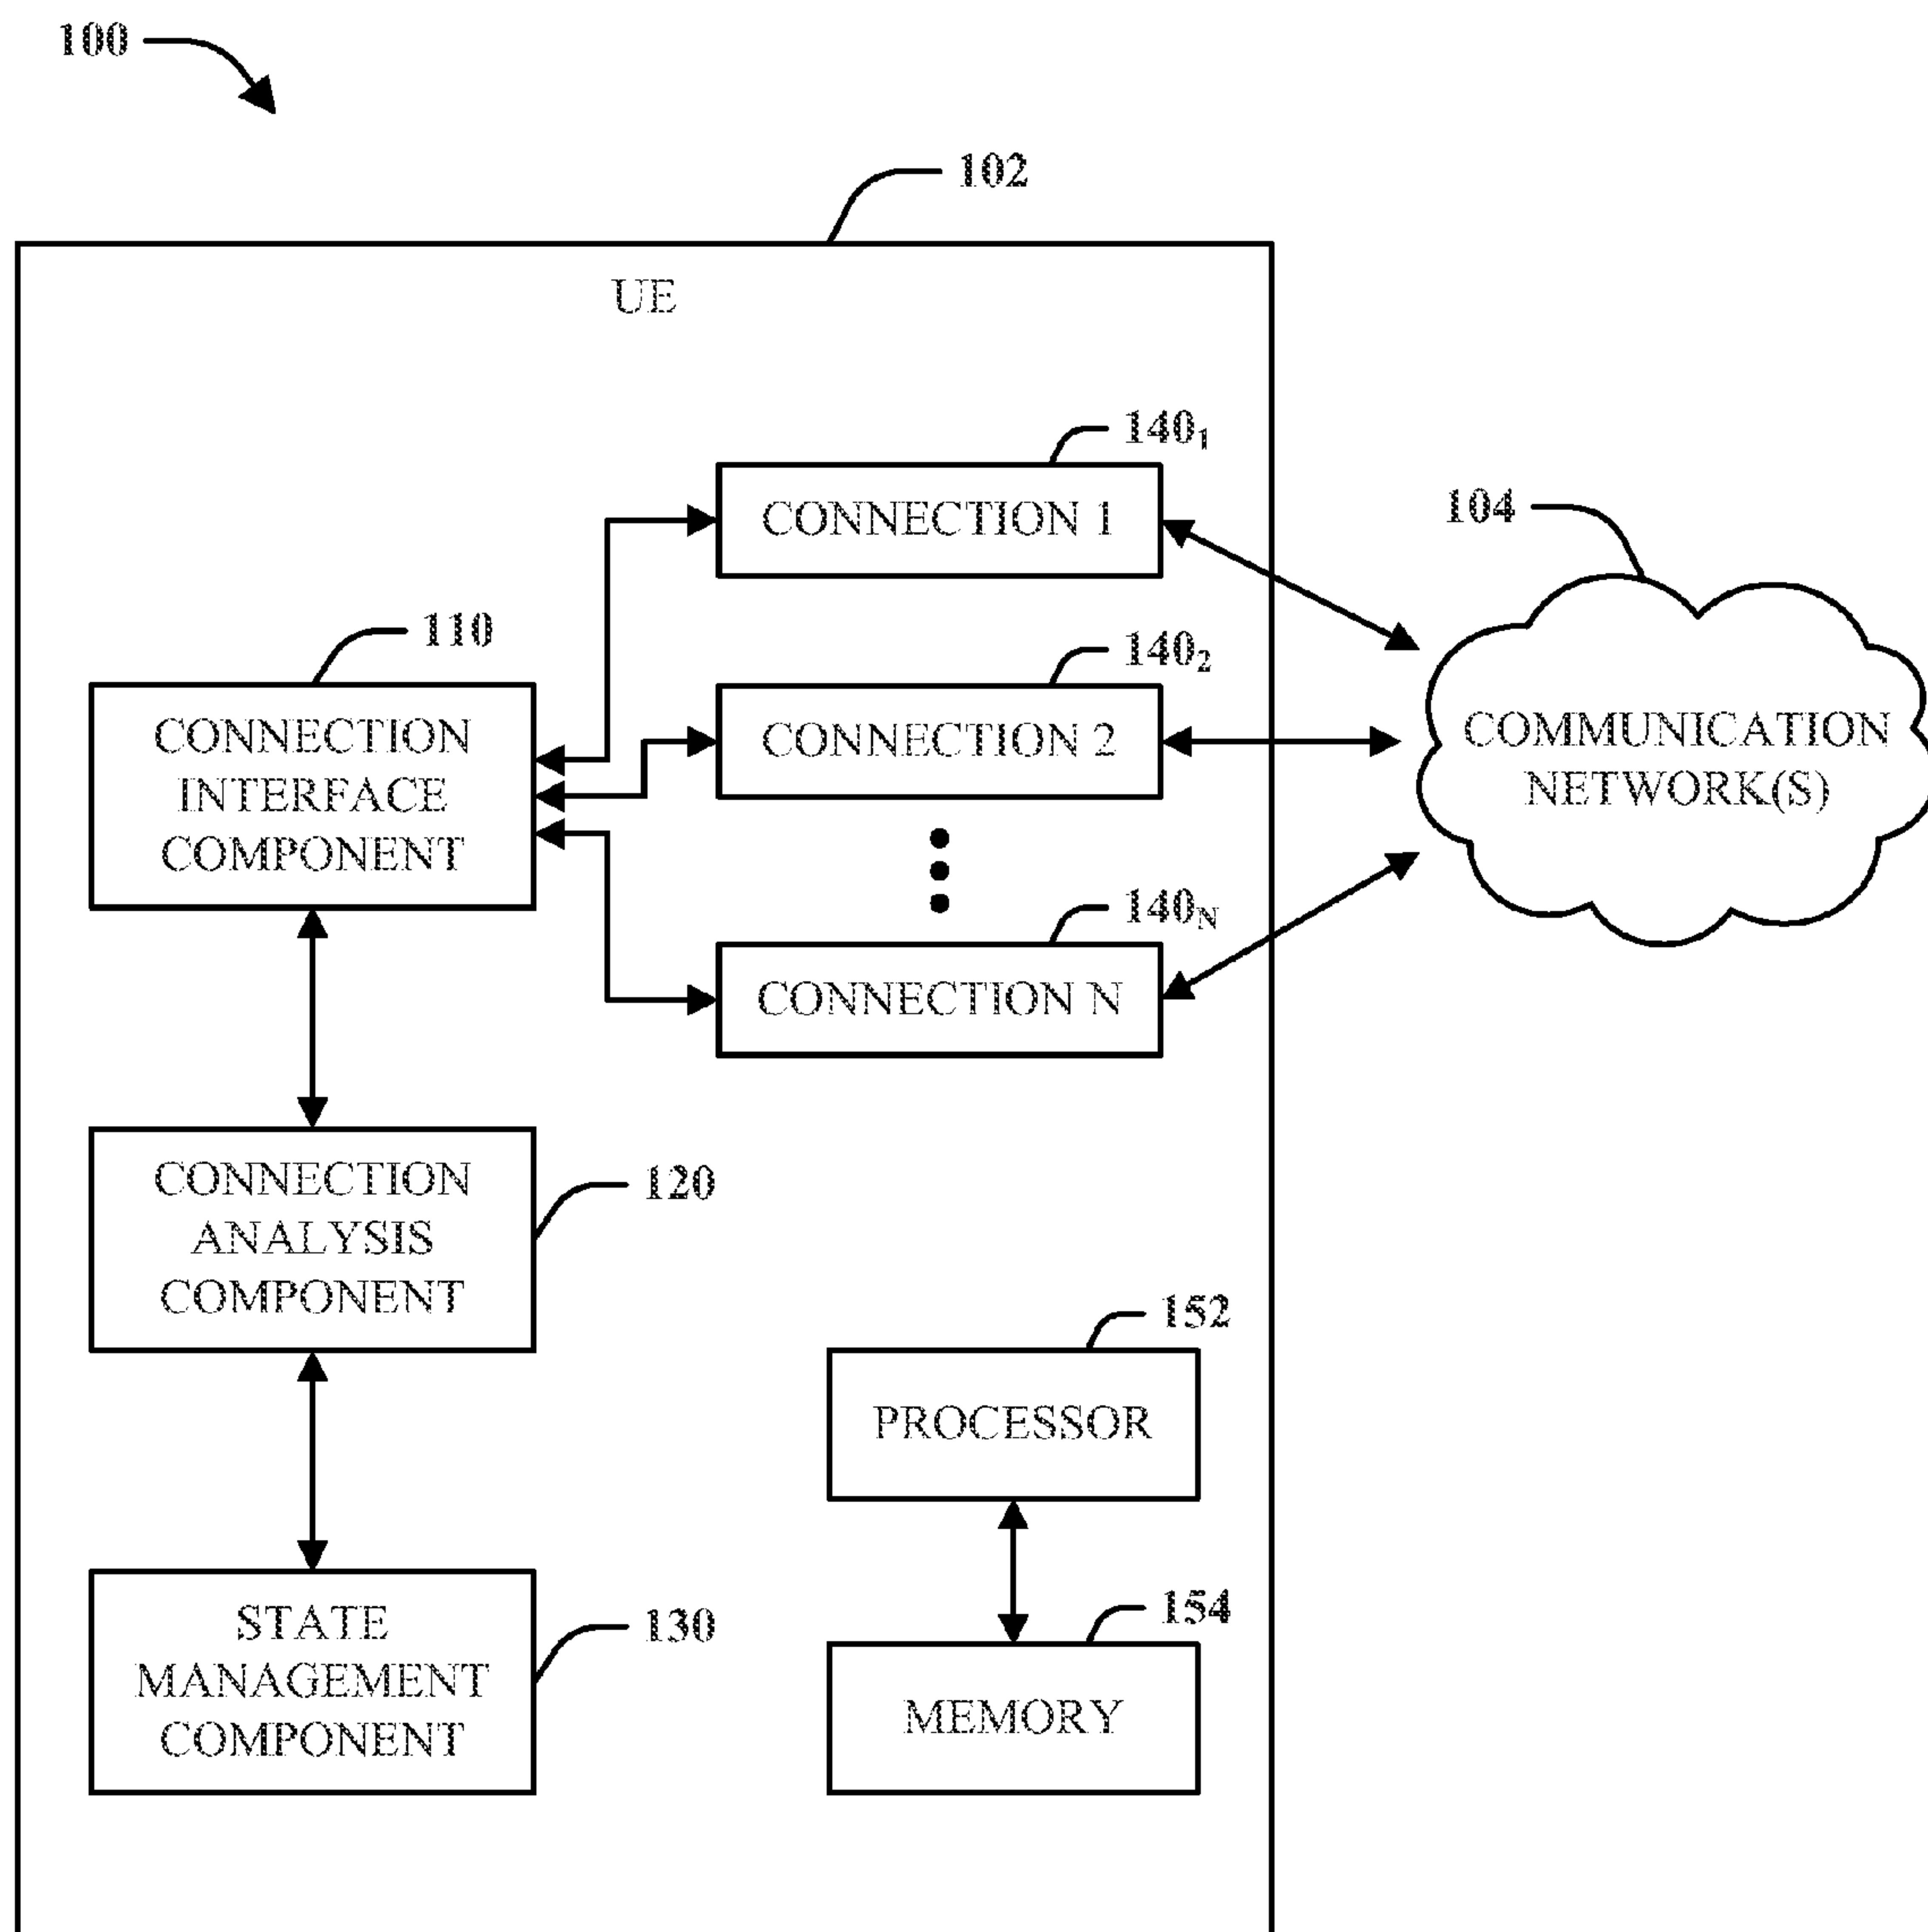 100
102
UE
140₁
CONNECTION 1
104
110
140₂
CONNECTION
INTERFACE
COMPONENT
CONNECTION 2
COMMUNICATION
NETWORK(S)
140N
CONNECTION N
CONNECTION
ANALYSIS
COMPONENT
120
152
PROCESSOR
STATE
MANAGEMENT
COMPONENT
130
154
MEMORY